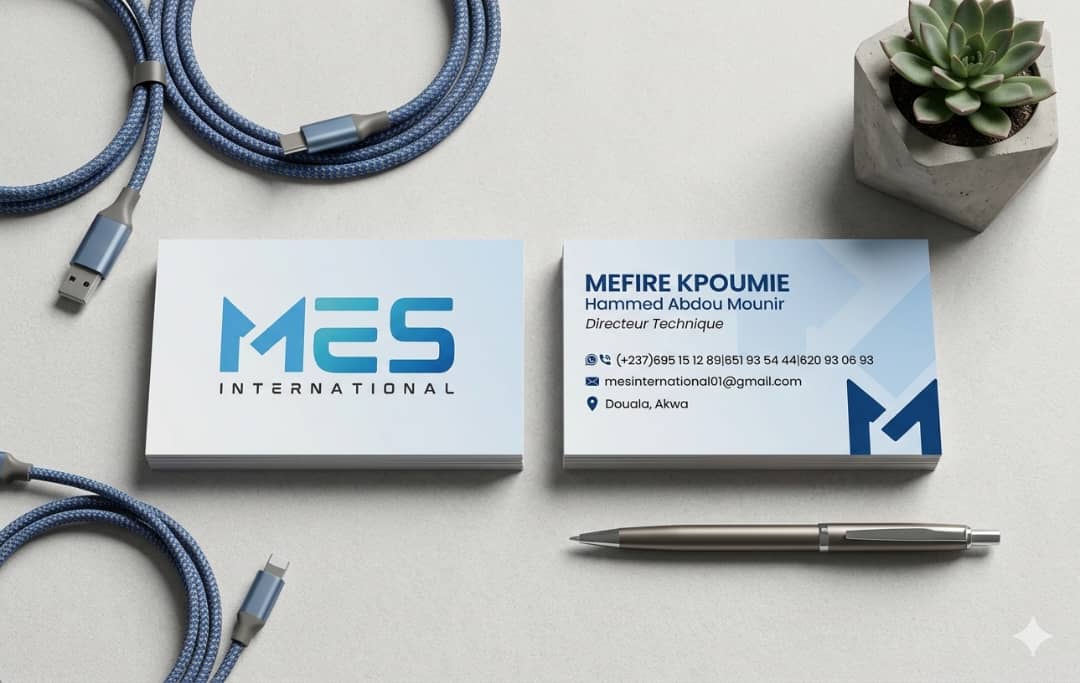 MES
INTERNATIONAL
MEFIRE KPOUMIE
Hammed Abdou Mounir
Directeur Technique
(+237)695 15 12 89|651 93 54 44|620 93 06 93
mesinternational01@gmail.com
Douala, Akwa